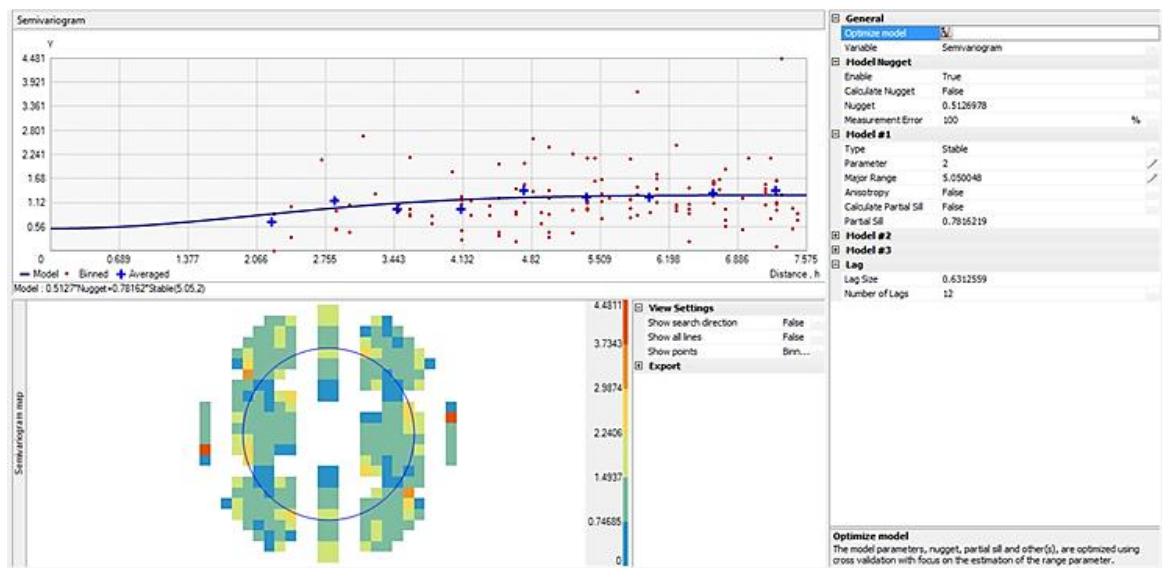 Semivariogram
γ
4.481
3.921
3.361
2.801
2.241
1.68
1.12
0.56
0 0.689 1.377 2.066 2.755 3.443 4.132 4.82 5.509 6.198 6.886 7.575
Model Binned Averaged Distance, h
Model : 0.5127*Nugget+0.78162*Stable(5.05,2)
Semivariogram map
4.4811
3.7343
2.9874
2.2406
1.4937
0.74685
0
View Settings
Show search direction False
Show all lines False
Show points Binn...
Export
General
Optimize model
Variable Semivariogram
Model Nugget
Enable True
Calculate Nugget False
Nugget 0.5126978
Measurement Error 100 %
Model #1
Type Stable
Parameter 2
Major Range 5.050048
Anisotropy False
Calculate Partial Sill False
Partial Sill 0.7816219
Model #2
Model #3
Lag
Lag Size 0.6312559
Number of Lags 12
Optimize model
The model parameters, nugget, partial sill and other(s), are optimized using
cross validation with focus on the estimation of the range parameter.